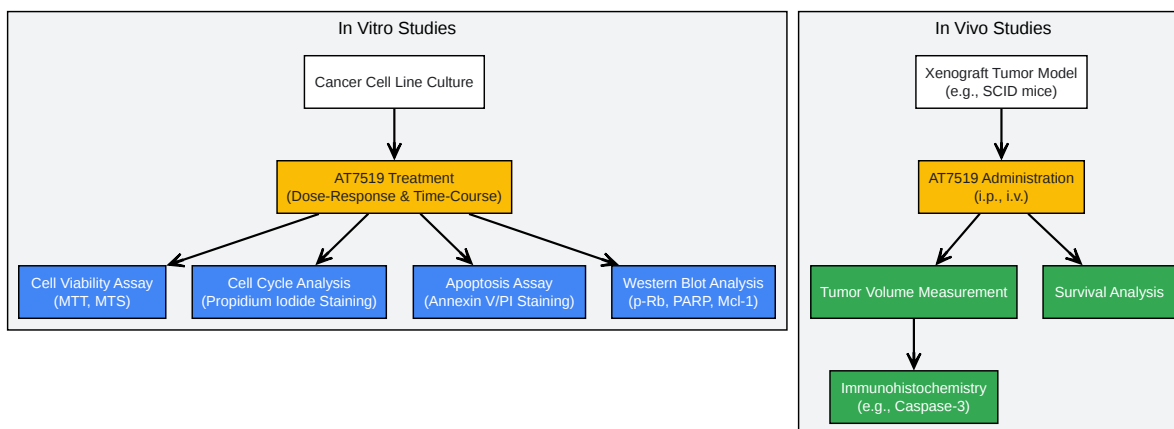 In Vitro Studies
Cancer Cell Line Culture
AT7519 Treatment
(Dose-Response & Time-Course)
Cell Viability Assay
(MTT, MTS)
Cell Cycle Analysis
(Propidium Iodide Staining)
Apoptosis Assay
(Annexin V/PI Staining)
Western Blot Analysis
(p-Rb, PARP, Mcl-1)
In Vivo Studies
Xenograft Tumor Model
(e.g., SCID mice)
AT7519 Administration
(i.p., i.v.)
Tumor Volume Measurement
Survival Analysis
Immunohistochemistry
(e.g., Caspase-3)